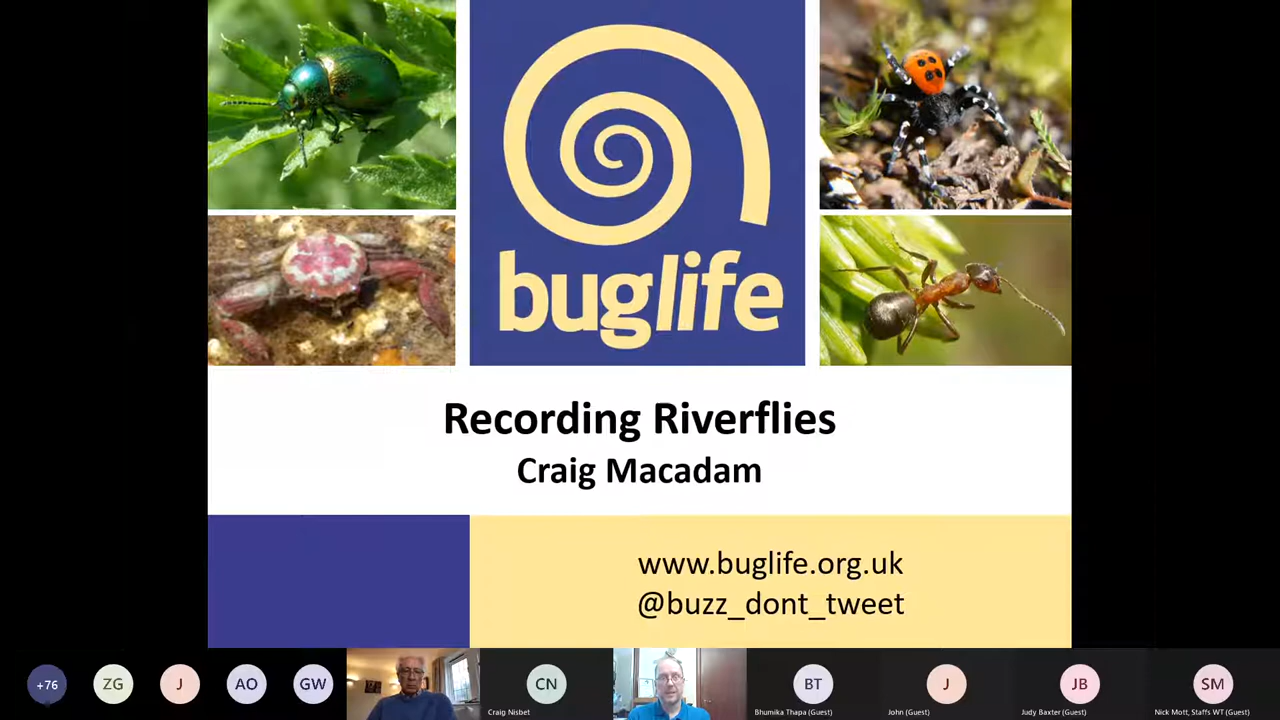 buglife
Recording Riverflies
Craig Macadam
www.buglife.org.uk
@buzz_dont_tweet
+76
ZG
J
AO
GW
CN
Craig Nisbet
BT
Bhumika Thapa (Guest)
J
John (Guest)
JB
Judy Baxter (Guest)
SM
Nick Mott, Staffs WT (Guest)